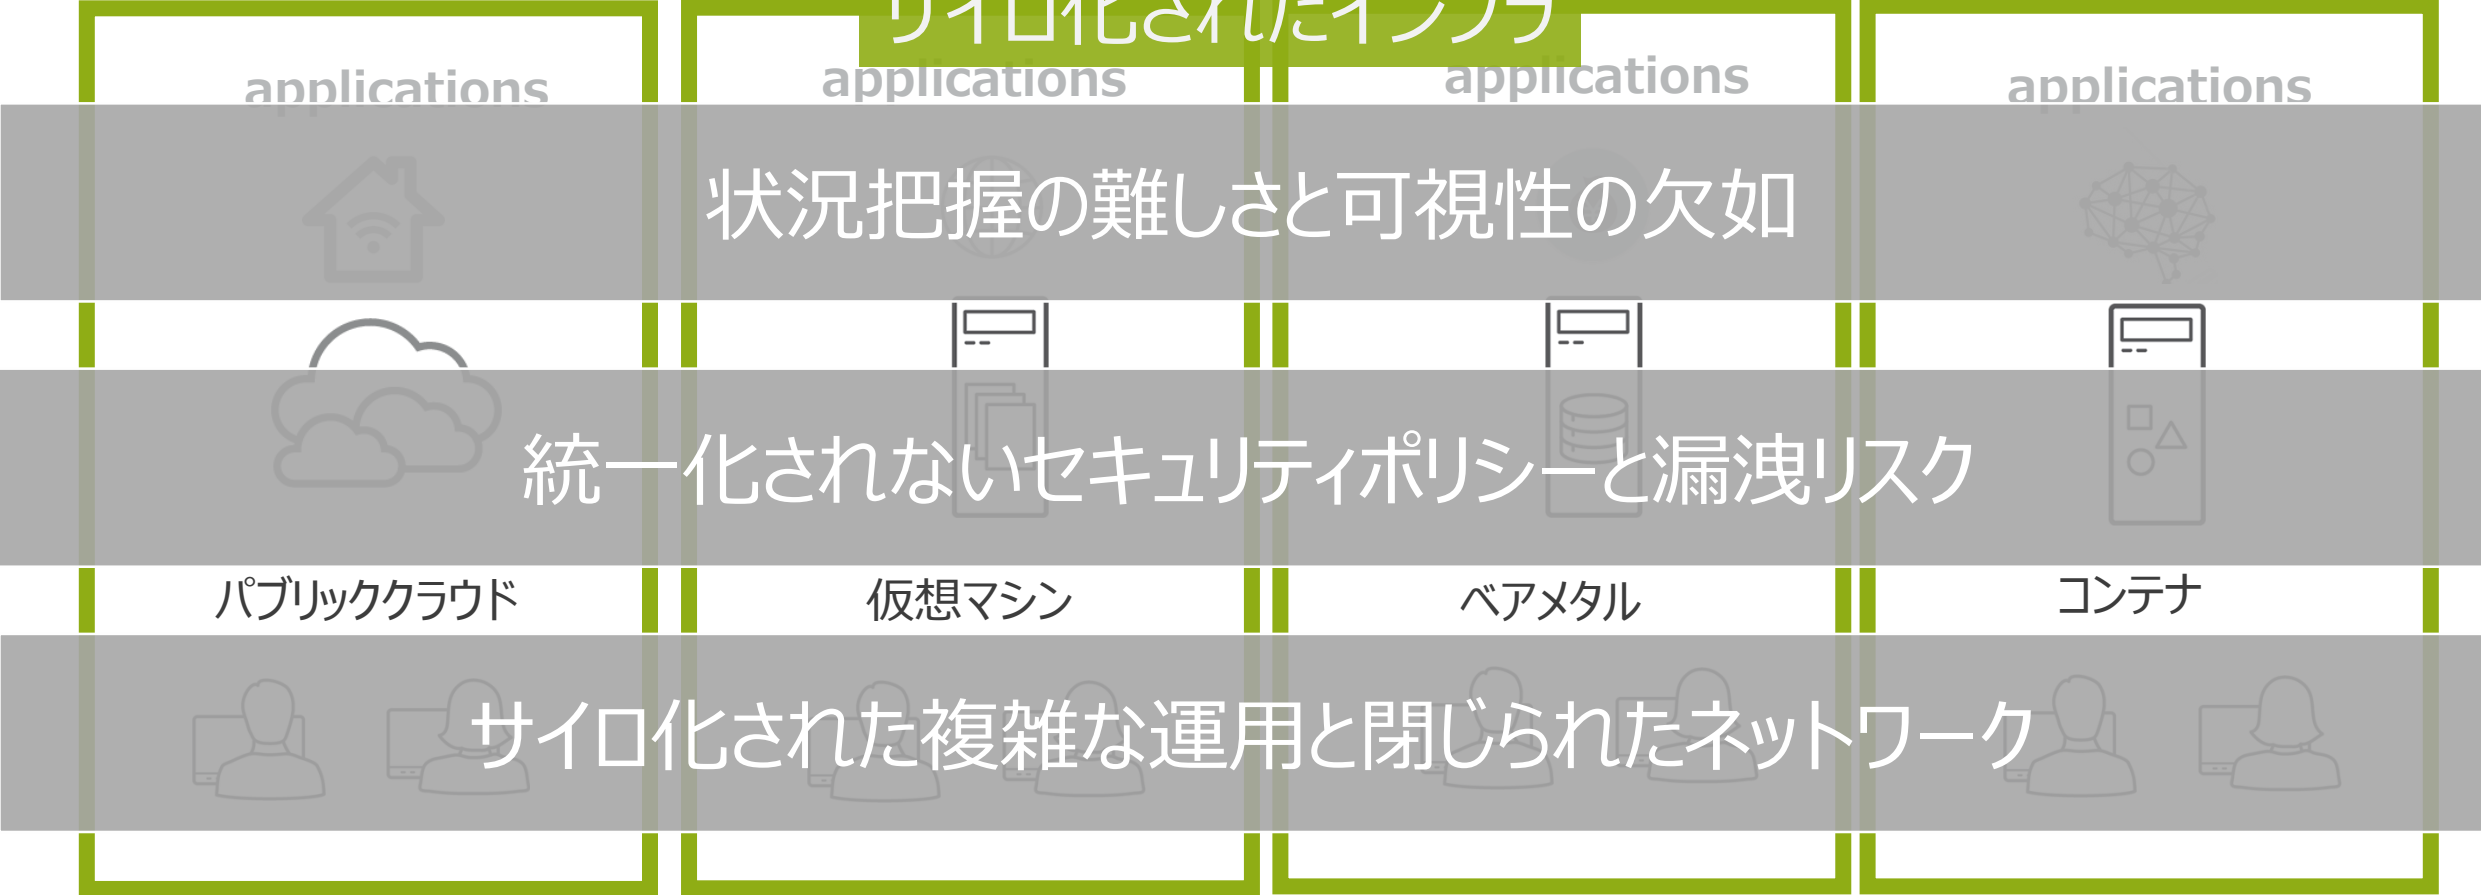 サイロ化されたインフラ
applications
applications
applications
applications
状況把握の難しさと可視性の欠如
統一化されないセキュリティポリシーと漏洩リスク
パブリッククラウド
仮想マシン
ベアメタル
コンテナ
サイロ化された複雑な運用と閉じられたネットワーク